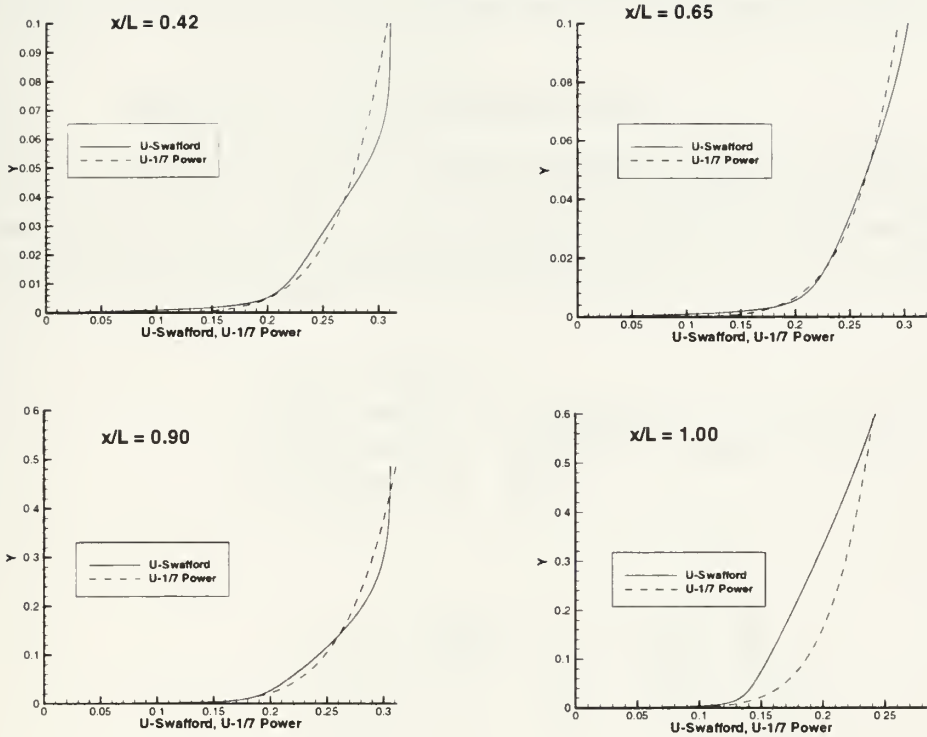 x/L = 0.42
0.1
0.09
0.08
0.07
0.06
0.05
0.04
0.03
0.02
0.01
0
Y
U-Swafford
U-1/7 Power
0 0.05 0.1 0.15 0.2 0.25 0.3
U-Swafford, U-1/7 Power
x/L = 0.65
0.1
0.08
0.06
0.04
0.02
0
Y
U-Swafford
U-1/7 Power
0 0.05 0.1 0.15 0.2 0.25 0.3
U-Swafford, U-1/7 Power
x/L = 0.90
0 6
0 5
0 4
0.3
0.2
0.1
0
Y
U-Swafford
U-1/7 Power
0 0.05 0.1 0.15 0.2 0.25 0.3
U-Swafford, U-1/7 Power
x/L = 1.00
0.6
0.5
0 4
0.3
0.2
0.1
0
Y
U-Swafford
U-1/7 Power
0 0.05 0.1 0.15 0.2 0.25
U-Swafford, U-1/7 Power